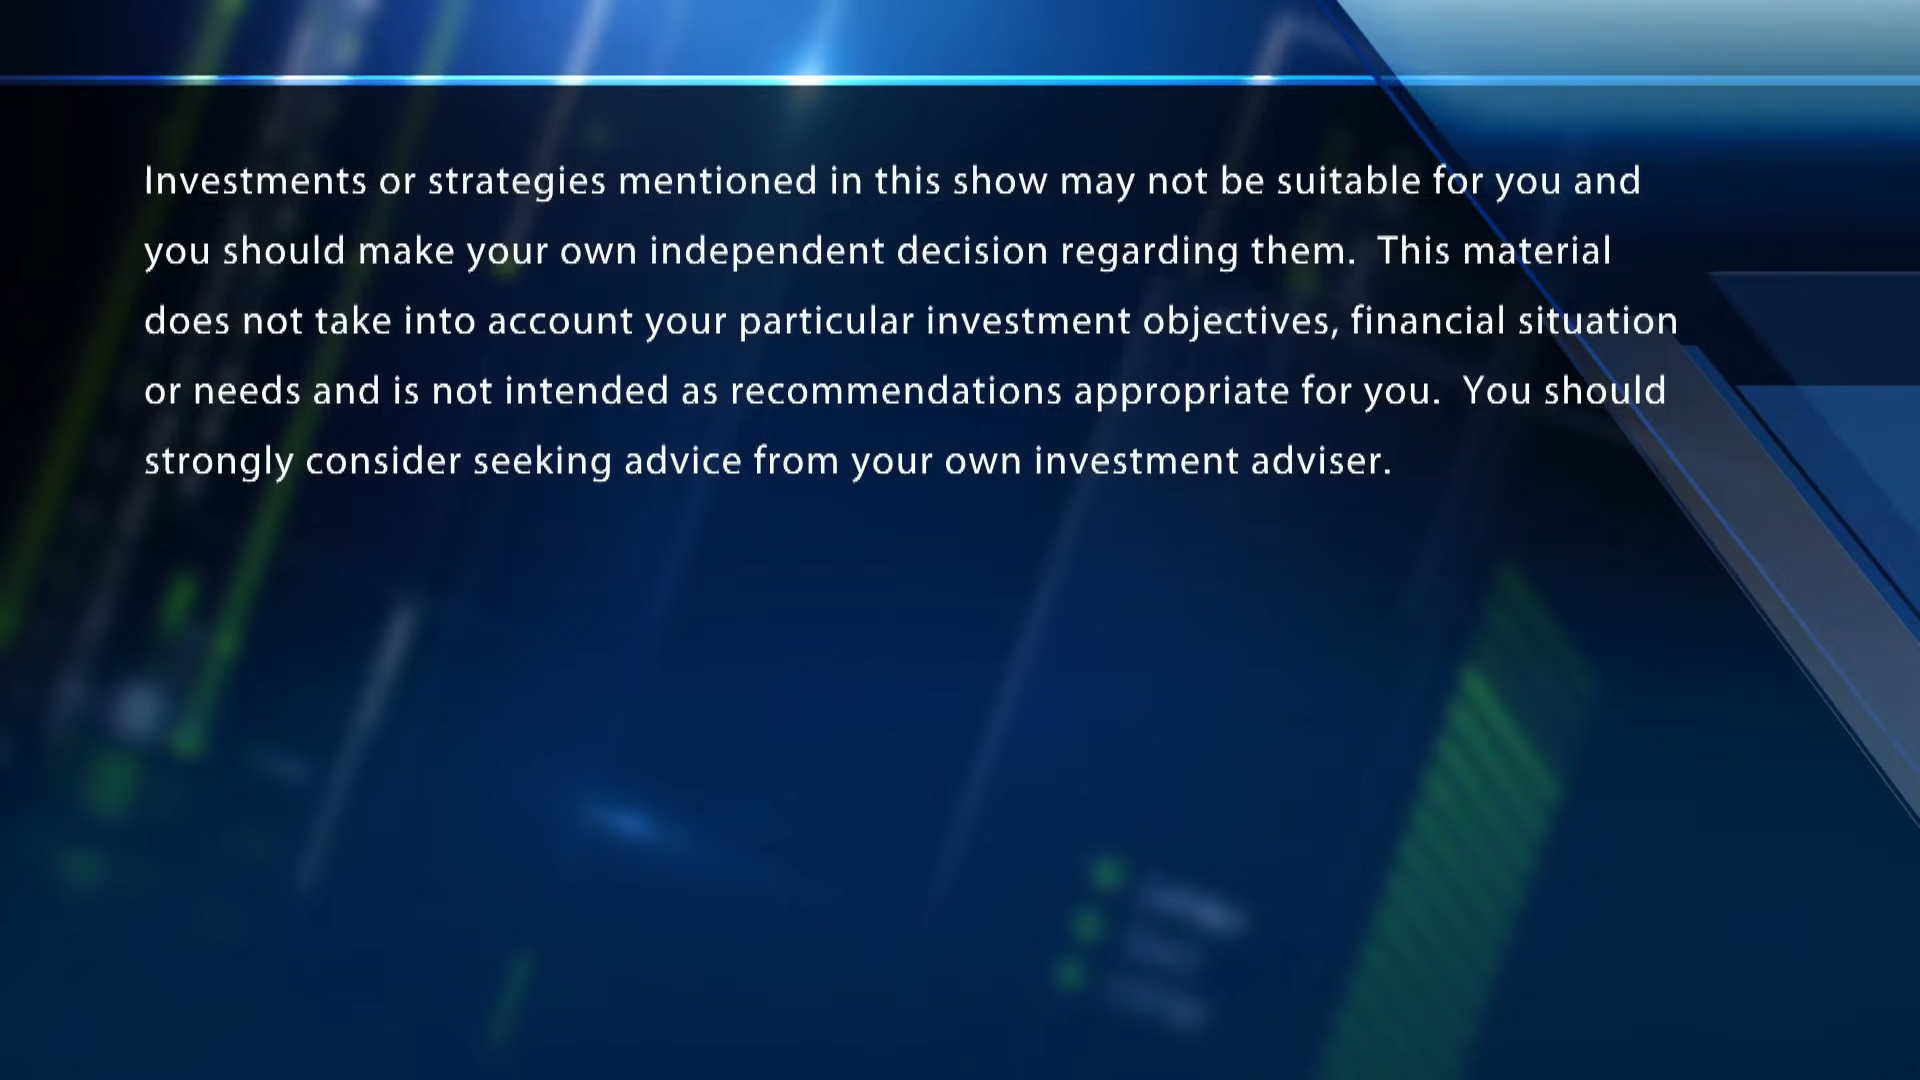 Investments or strategies mentioned in this show may not be suitable for you and
you should make your own independent decision regarding them.  This material
does not take into account your particular investment objectives, financial situation
or needs and is not intended as recommendations appropriate for you.  You should
strongly consider seeking advice from your own investment adviser.